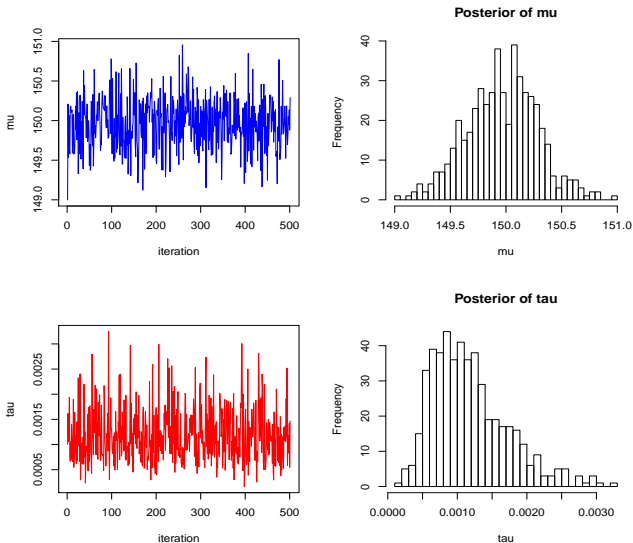 Posterior of mu
mu
149.0 149.5 150.0 150.5 151.0
0 100 200 300 400 500
iteration
Frequency
0 10 20 30 40
149.0 149.5 150.0 150.5 151.0
mu
Posterior of tau
tau
0.0005 0.0015 0.0025
0 100 200 300 400 500
iteration
Frequency
0 10 20 30 40
0.0000 0.0010 0.0020 0.0030
tau